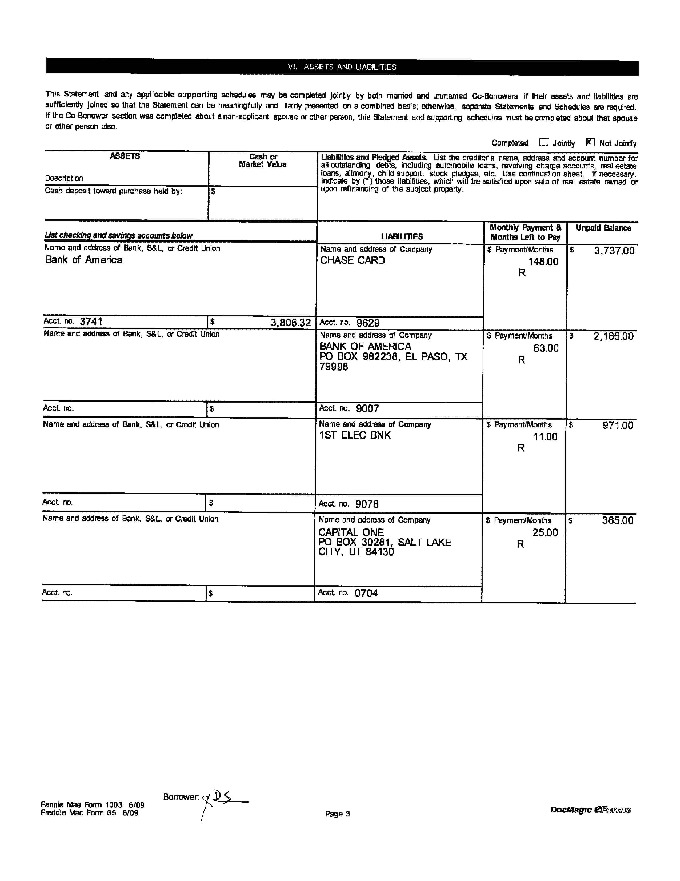 VI. ASSETS AND LIABILITIES
This Statement and any applicable supporting schedules may be completed jointly by both married and unmarried Co-Borrowers if their assets and liabilities are
sufficiently joined so that the Statement can be meaningfully and fairly presented on a combined basis; otherwise, separate Statements and Schedules are required.
If the Co-Borrower section was completed about a non-applicant spouse or other person, this Statement and supporting schedules must be completed about that spouse
or other person also.
Completed Jointly Not Jointly
ASSETS
Cash or
Market Value
Description
Cash deposit toward purchase held by: $
Liabilities and Pledged Assets. List the creditor's name, address and account number for
all outstanding debts, including automobile loans, revolving charge accounts, real estate
loans, alimony, child support, stock pledges, etc. Use continuation sheet, if necessary.
Indicate by (*) those liabilities, which will be satisfied upon sale of real estate owned or
upon refinancing of the subject property.
List checking and savings accounts below
LIABILITIES
Monthly Payment &
Months Left to Pay
Unpaid Balance
Name and address of Bank, S&L, or Credit Union
Bank of America
Name and address of Company
CHASE CARD
$ Payment/Months
148.00
R
$ 3,737.00
Acct. no. 3741 $ 3,806.32
Acct. no. 9629
Name and address of Bank, S&L, or Credit Union
Name and address of Company
BANK OF AMERICA
PO BOX 982238, EL PASO, TX
79998
$ Payment/Months
63.00
R
$ 2,166.00
Acct. no. $
Acct. no. 9007
Name and address of Bank, S&L, or Credit Union
Name and address of Company
1ST ELEC BNK
$ Payment/Months
11.00
R
$ 971.00
Acct. no. $
Acct. no. 9076
Name and address of Bank, S&L, or Credit Union
Name and address of Company
CAPITAL ONE
PO BOX 30281, SALT LAKE
CITY, UT 84130
$ Payment/Months
25.00
R
$ 365.00
Acct. no. $
Acct. no. 0704
Borrower: X DS
Fannie Mae Form 1003 6/09
Freddie Mac Form 65 6/09
Page 3
DocMagic